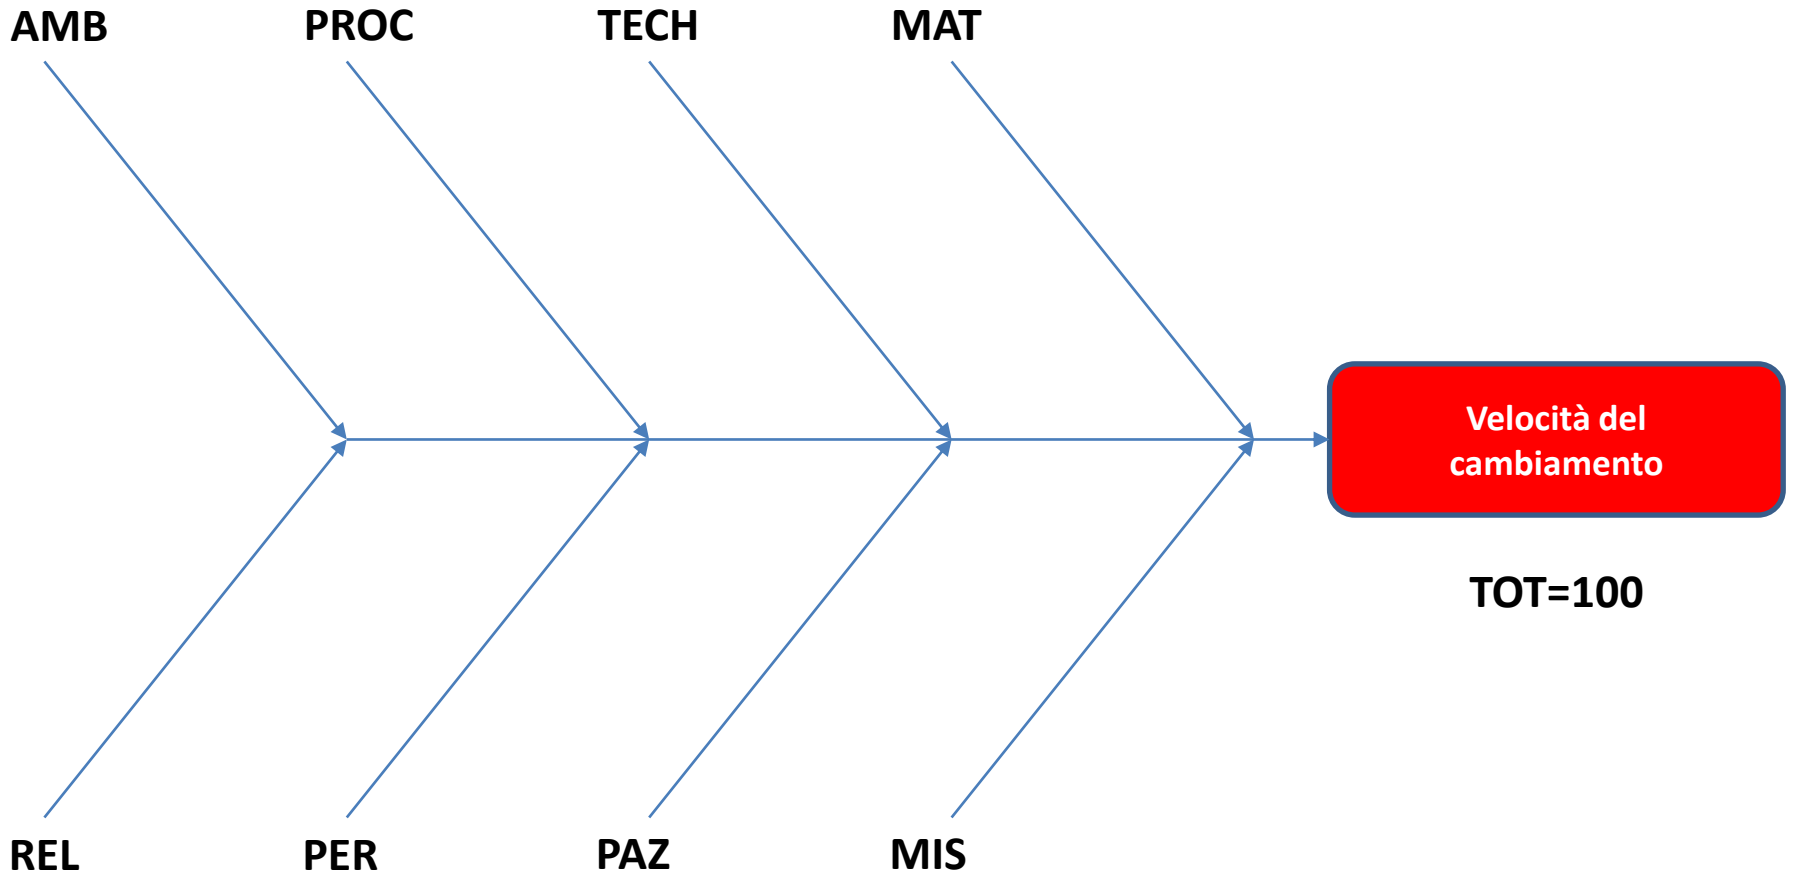 AMB PROC TECH MAT
Velocità del
cambiamento
TOT=100
REL PER PAZ MIS